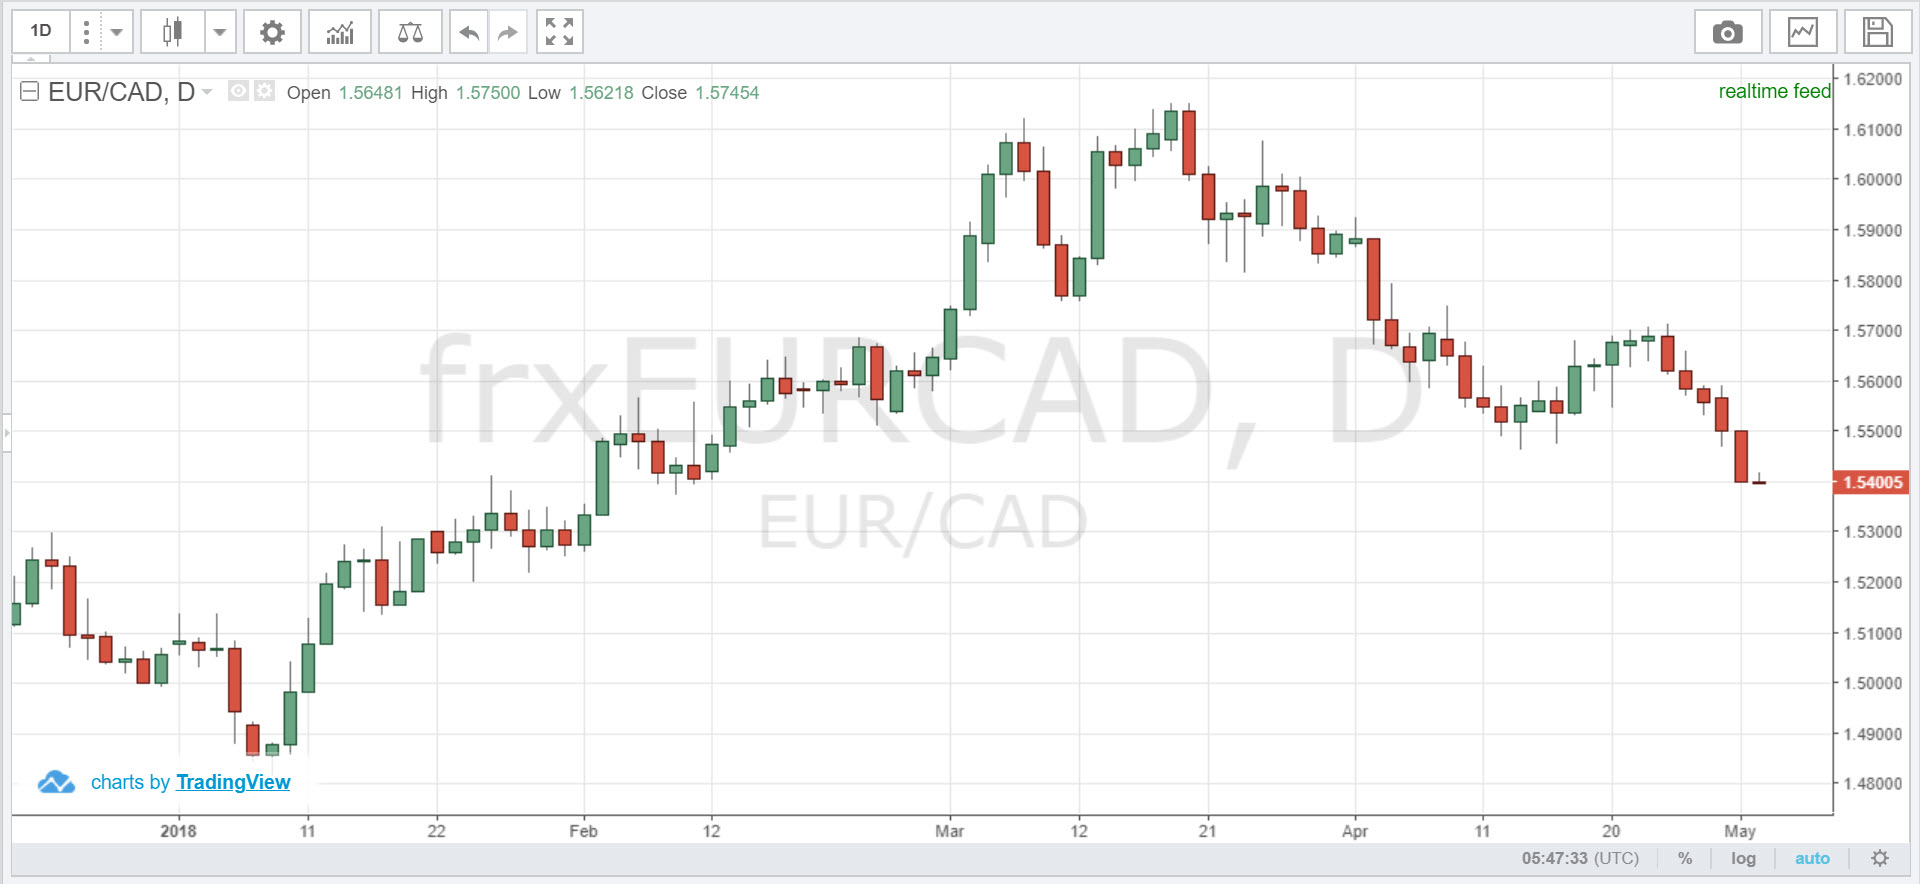 1D
EUR/CAD, D Open 1.56481 High 1.57500 Low 1.56218 Close 1.57454
realtime feed
1.62000
1.61000
1.60000
1.59000
1.58000
1.57000
1.56000
1.55000
1.54005
1.53000
1.52000
1.51000
1.50000
1.49000
1.48000
frxEURCAD, D
EUR/CAD
charts by TradingView
2018 11 22 Feb 12 Mar 12 21 Apr 11 20 May
05:47:33 (UTC) % log auto